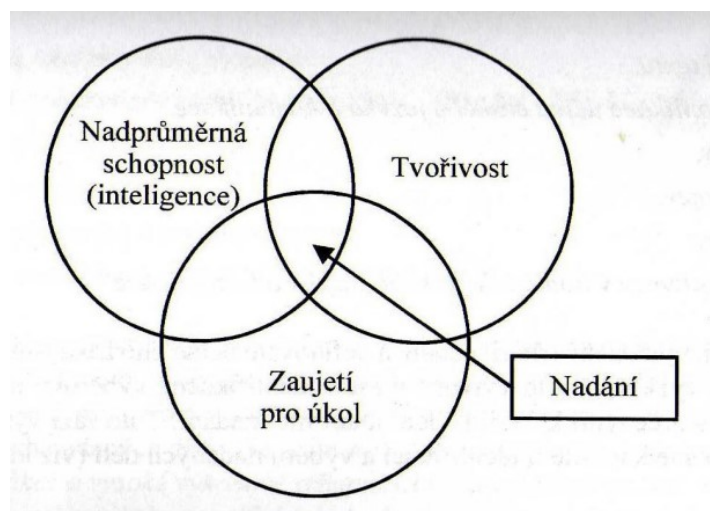 Nadprůměrná
schopnost
(inteligence)
Tvořivost
Zaujetí
pro úkol
Nadání